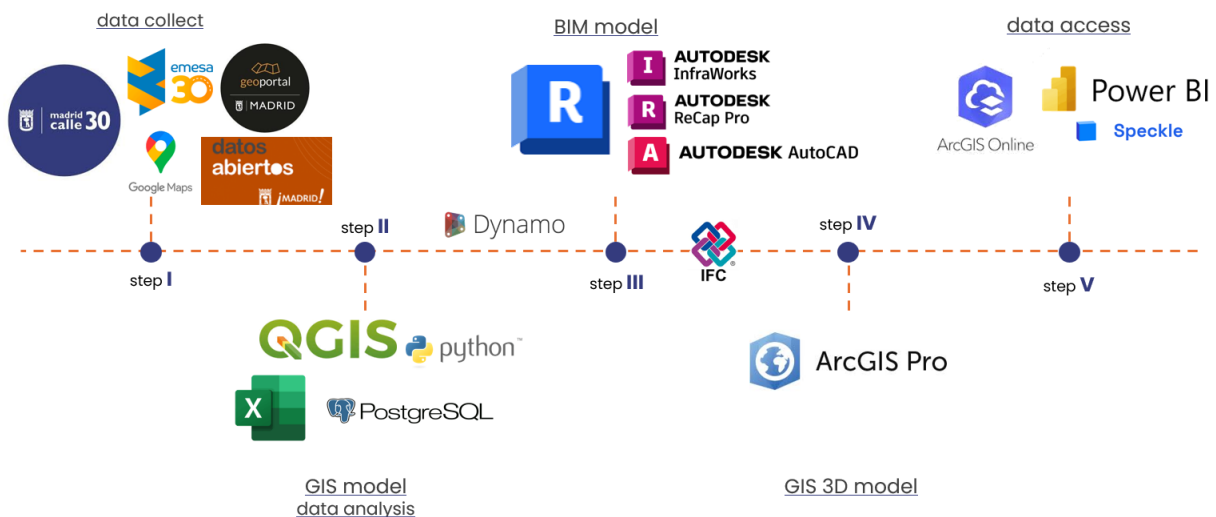 data collect
madrid
calle 30
emesa
30
geoportal
MADRID
Google Maps
datos
abiertos
¡MADRID!
step I
step II
QGIS
python™
X
PostgreSQL
GIS model
data analysis
Dynamo
BIM model
R
I
AUTODESK
InfraWorks
R
AUTODESK
ReCap Pro
A
AUTODESK AutoCAD
step III
IFC
®
step IV
ArcGIS Pro
GIS 3D model
data access
ArcGIS Online
Power BI
Speckle
step V